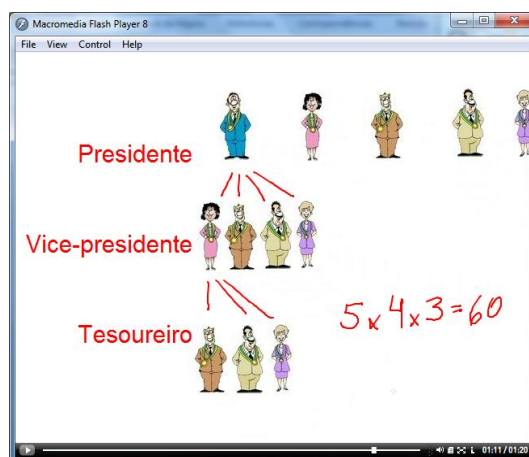 Macromedia Flash Player 8
File View Control Help
Presidente
Vice-presidente
Tesoureiro
5x4x3=60
01:11 / 01:20